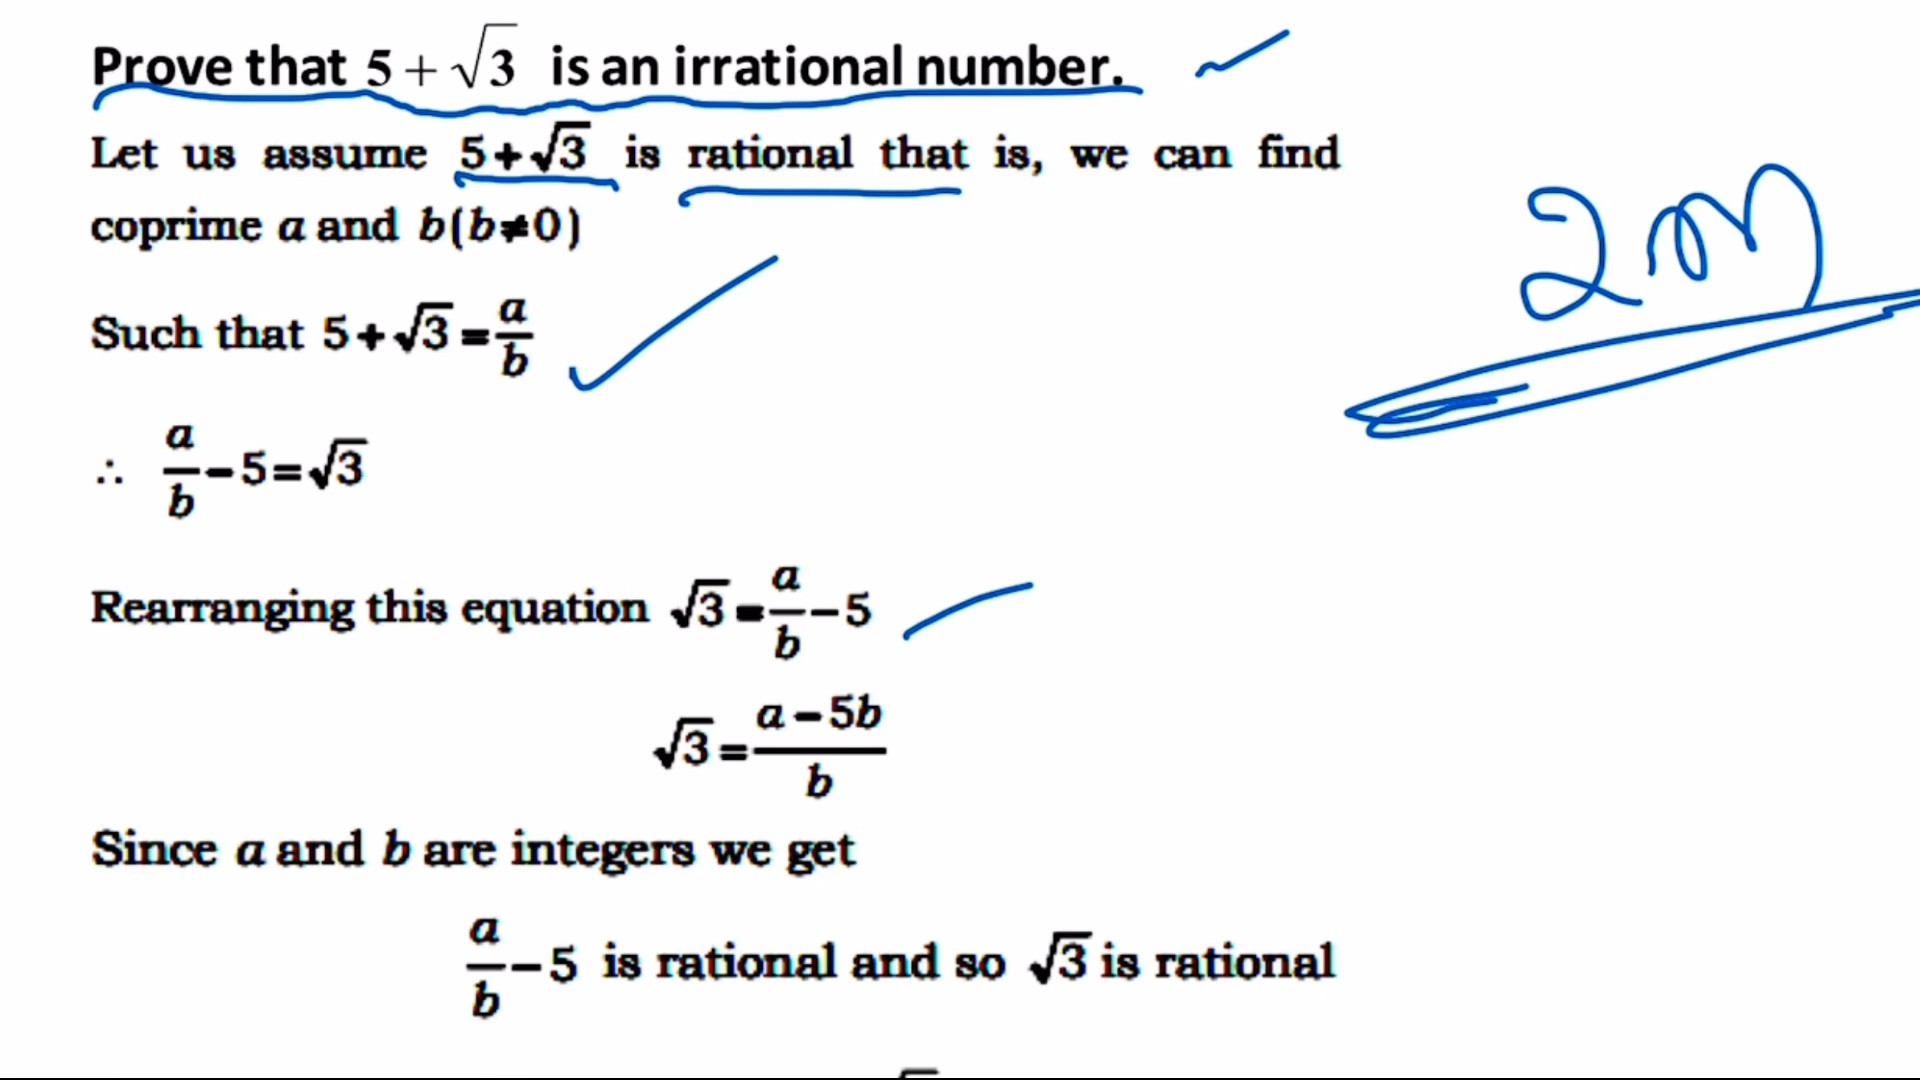 Prove that 5 + √3 is an irrational number.
Let us assume 5+√3 is rational that is, we can find
coprime a and b(b≠0)
2m
Such that 5+√3 = a/b
∴ a/b − 5 = √3
Rearranging this equation √3 = a/b − 5
√3 = (a − 5b)/b
Since a and b are integers we get
a/b − 5 is rational and so √3 is rational